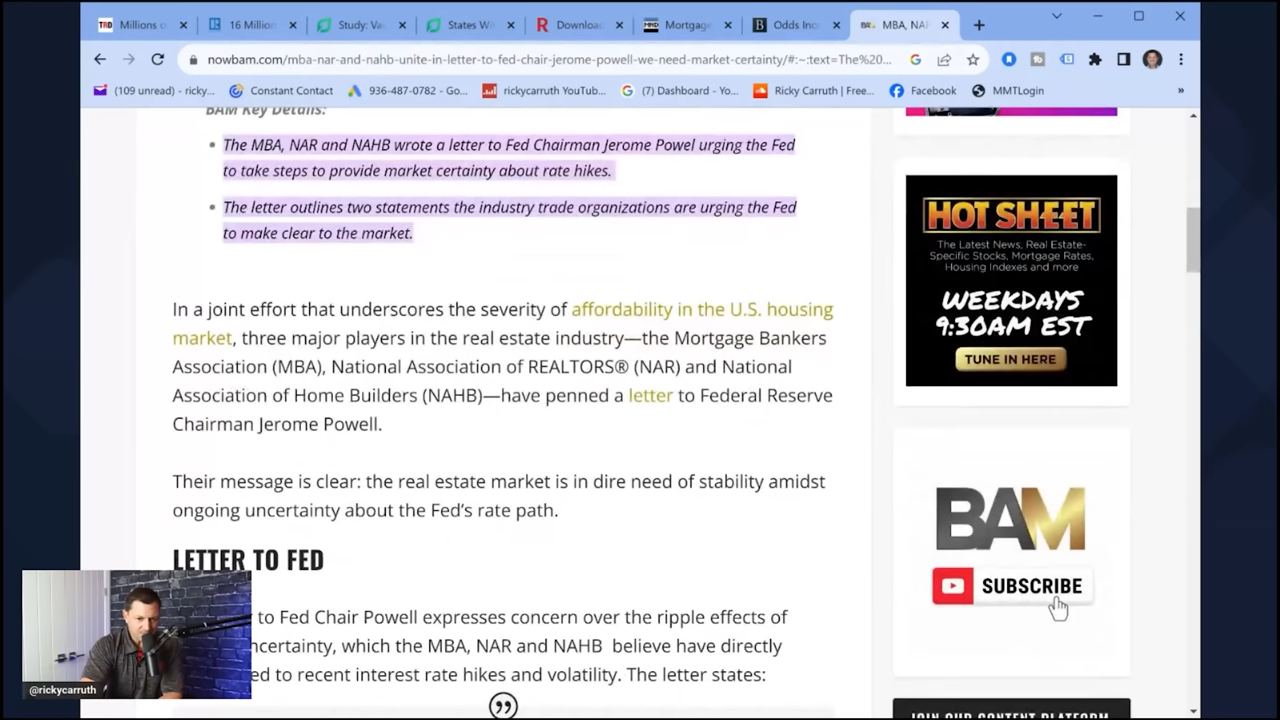 Millions o
16 Million
Study: Va
States Wi
Downloa
Mortgage
Odds Inc
MBA, NAR
nowbam.com/mba-nar-and-nahb-unite-in-letter-to-fed-chair-jerome-powell-we-need-market-certainty/#:~:text=The%20...
(109 unread) - ricky...
Constant Contact
936-487-0782 - Go...
rickycarruth YouTub...
(7) Dashboard - Yo...
Ricky Carruth | Free...
Facebook
MMTLogin
»
BAM Key Details:
• The MBA, NAR and NAHB wrote a letter to Fed Chairman Jerome Powel urging the Fed
to take steps to provide market certainty about rate hikes.
• The letter outlines two statements the industry trade organizations are urging the Fed
to make clear to the market.
In a joint effort that underscores the severity of affordability in the U.S. housing
market, three major players in the real estate industry—the Mortgage Bankers
Association (MBA), National Association of REALTORS® (NAR) and National
Association of Home Builders (NAHB)—have penned a letter to Federal Reserve
Chairman Jerome Powell.
Their message is clear: the real estate market is in dire need of stability amidst
ongoing uncertainty about the Fed's rate path.
LETTER TO FED
to Fed Chair Powell expresses concern over the ripple effects of
ncertainty, which the MBA, NAR and NAHB believe have directly
ed to recent interest rate hikes and volatility. The letter states:
HOT SHEET
The Latest News, Real Estate-
Specific Stocks, Mortgage Rates,
Housing Indexes and more
WEEKDAYS
9:30AM EST
TUNE IN HERE
BAM
SUBSCRIBE
JOIN OUR CONTENT PLATFORM
@rickycarruth